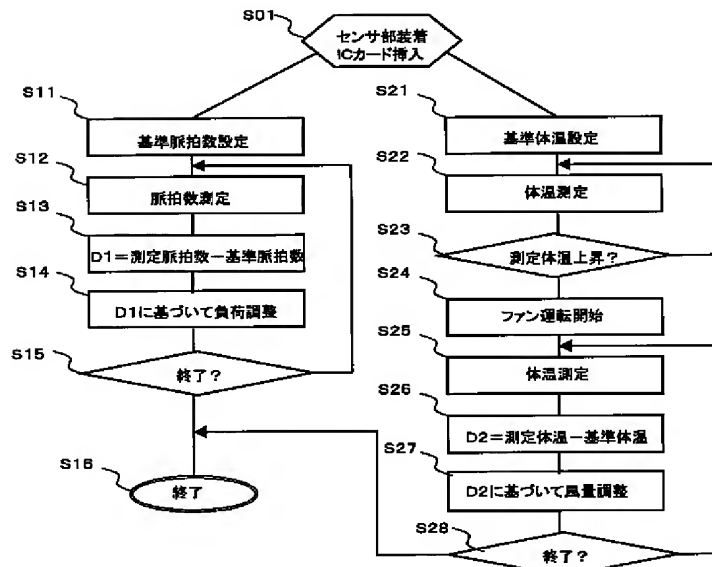 S01
センサ部装着
ICカード挿入
S11
基準脈拍数設定
S12
脈拍数測定
S13
D1=測定脈拍数-基準脈拍数
S14
D1に基づいて負荷調整
S15
終了?
S16
終了
S21
基準体温設定
S22
体温測定
S23
測定体温上昇?
S24
ファン運転開始
S25
体温測定
S26
D2=測定体温-基準体温
S27
D2に基づいて風量調整
S28
終了?